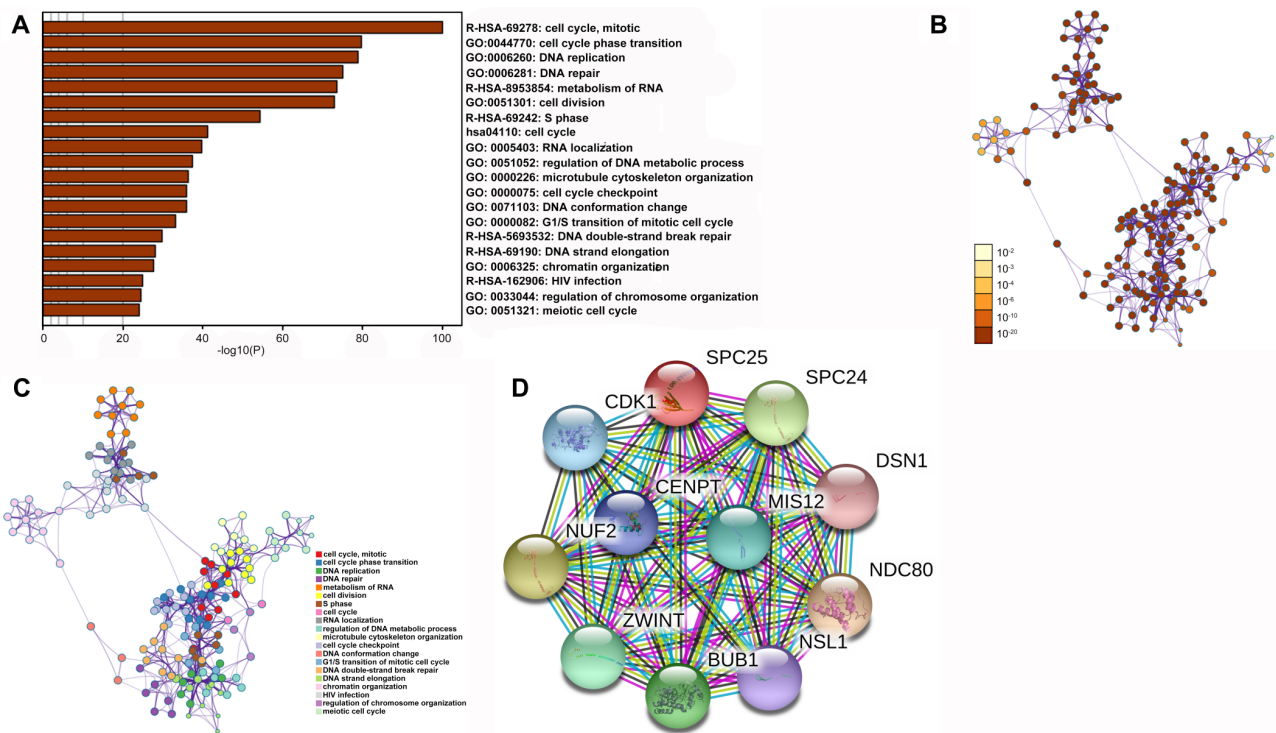 A
R-HSA-69278: cell cycle, mitotic
GO:0044770: cell cycle phase transition
GO:0006260: DNA replication
GO:0006281: DNA repair
R-HSA-8953854: metabolism of RNA
GO:0051301: cell division
R-HSA-69242: S phase
hsa04110: cell cycle
GO: 0005403: RNA localization
GO: 0051052: regulation of DNA metabolic process
GO: 0000226: microtubule cytoskeleton organization
GO: 0000075: cell cycle checkpoint
GO: 0071103: DNA conformation change
GO: 0000082: G1/S transition of mitotic cell cycle
R-HSA-5693532: DNA double-strand break repair
R-HSA-69190: DNA strand elongation
GO: 0006325: chromatin organization
R-HSA-162906: HIV infection
GO: 0033044: regulation of chromosome organization
GO: 0051321: meiotic cell cycle
0 20 40 60 80 100
-log10(P)
B
10-2
10-3
10-4
10-6
10-10
10-20
C
cell cycle, mitotic
cell cycle phase transition
DNA replication
DNA repair
metabolism of RNA
cell division
S phase
cell cycle
RNA localization
regulation of DNA metabolic process
microtubule cytoskeleton organization
cell cycle checkpoint
DNA conformation change
G1/S transition of mitotic cell cycle
DNA double-strand break repair
DNA strand elongation
chromatin organization
HIV infection
regulation of chromosome organization
meiotic cell cycle
D
SPC25
SPC24
CDK1
DSN1
CENPT
MIS12
NUF2
NDC80
ZWINT
NSL1
BUB1